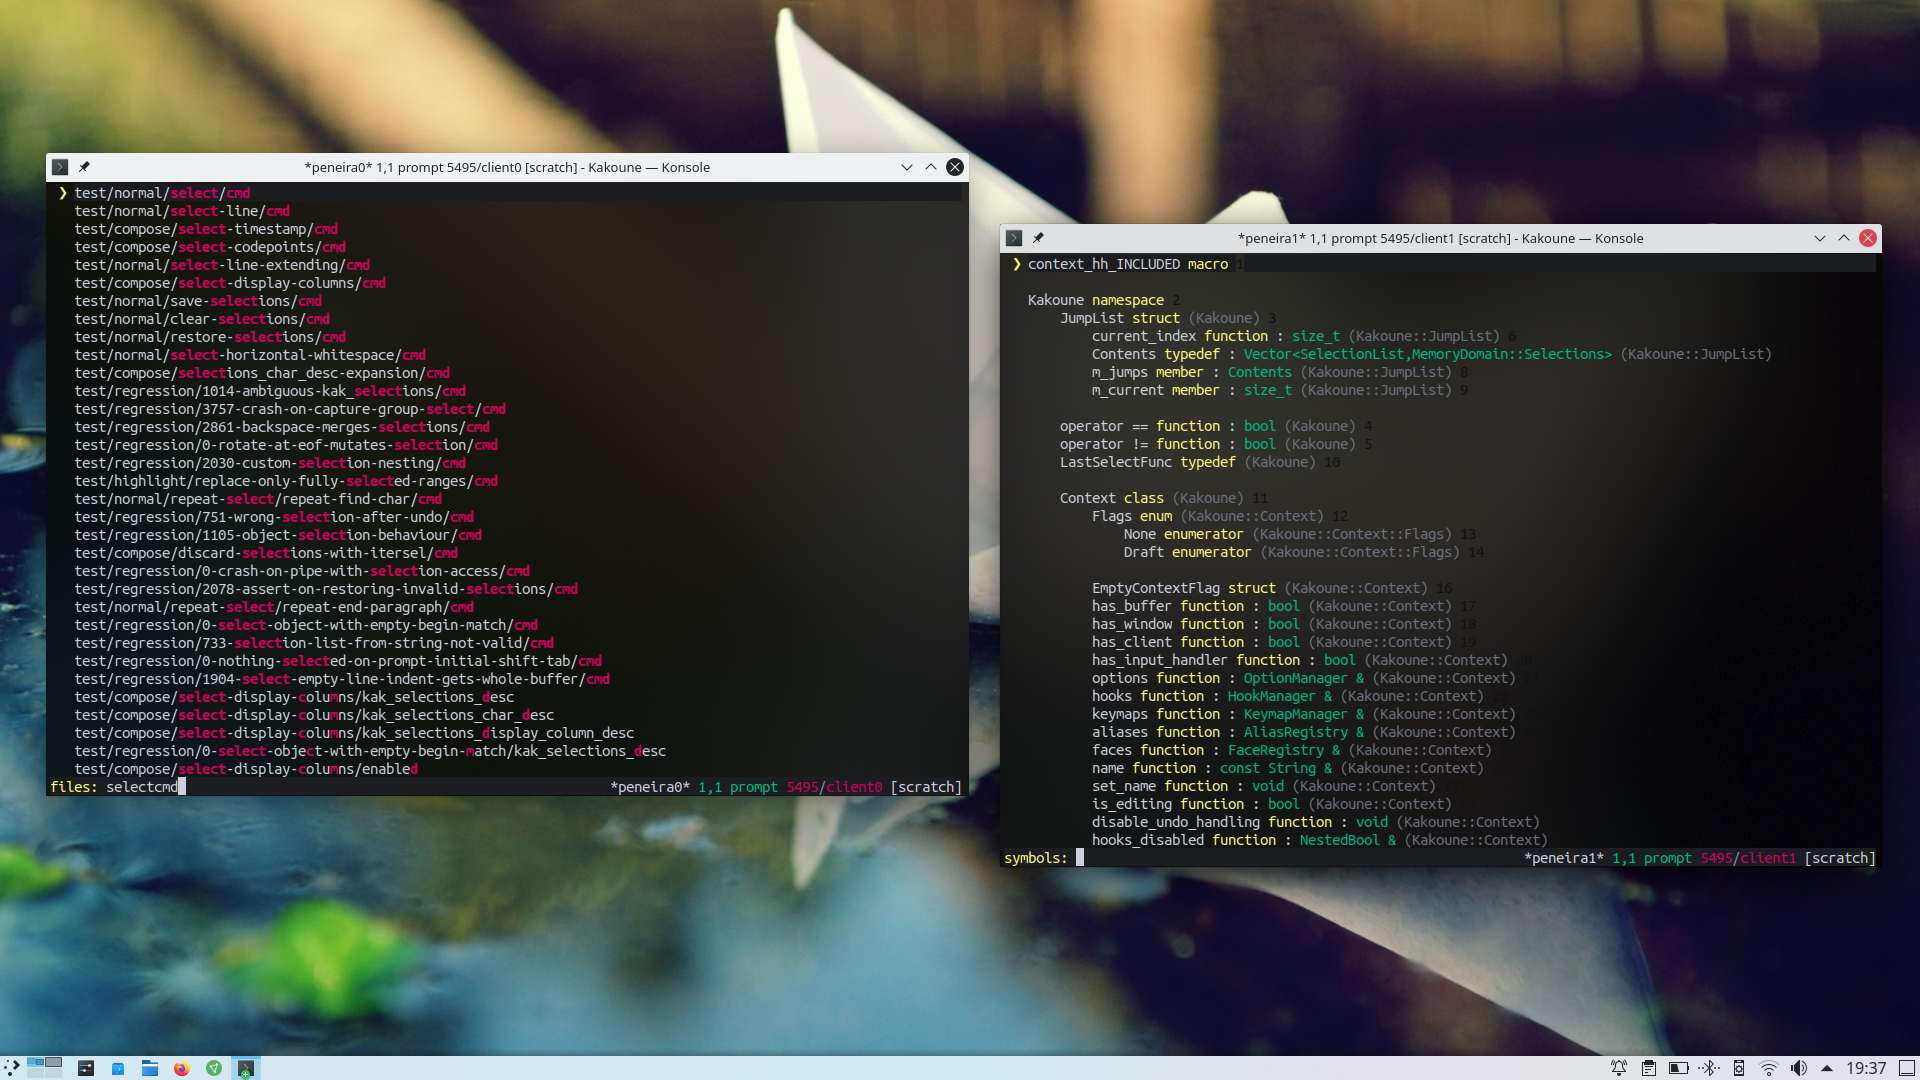 *peneira0* 1,1 prompt 5495/client0 [scratch] - Kakoune — Konsole
❯ test/normal/select/cmd
test/normal/select-line/cmd
test/compose/select-timestamp/cmd
test/compose/select-codepoints/cmd
test/normal/select-line-extending/cmd
test/compose/select-display-columns/cmd
test/normal/save-selections/cmd
test/normal/clear-selections/cmd
test/normal/restore-selections/cmd
test/normal/select-horizontal-whitespace/cmd
test/compose/selections_char_desc-expansion/cmd
test/regression/1014-ambiguous-kak_selections/cmd
test/regression/3757-crash-on-capture-group-select/cmd
test/regression/2861-backspace-merges-selections/cmd
test/regression/0-rotate-at-eof-mutates-selection/cmd
test/regression/2030-custom-selection-nesting/cmd
test/highlight/replace-only-fully-selected-ranges/cmd
test/normal/repeat-select/repeat-find-char/cmd
test/regression/751-wrong-selection-after-undo/cmd
test/regression/1105-object-selection-behaviour/cmd
test/compose/discard-selections-with-itersel/cmd
test/regression/0-crash-on-pipe-with-selection-access/cmd
test/regression/2078-assert-on-restoring-invalid-selections/cmd
test/normal/repeat-select/repeat-end-paragraph/cmd
test/regression/0-select-object-with-empty-begin-match/cmd
test/regression/733-selection-list-from-string-not-valid/cmd
test/regression/0-nothing-selected-on-prompt-initial-shift-tab/cmd
test/regression/1904-select-empty-line-indent-gets-whole-buffer/cmd
test/compose/select-display-columns/kak_selections_desc
test/compose/select-display-columns/kak_selections_char_desc
test/compose/select-display-columns/kak_selections_display_column_desc
test/regression/0-select-object-with-empty-begin-match/kak_selections_desc
test/compose/select-display-columns/enabled
files: selectcmd *peneira0* 1,1 prompt 5495/client0 [scratch]
*peneira1* 1,1 prompt 5495/client1 [scratch] - Kakoune — Konsole
❯ context_hh_INCLUDED macro 1
Kakoune namespace 2
JumpList struct (Kakoune) 3
current_index function : size_t (Kakoune::JumpList) 6
Contents typedef : Vector<SelectionList,MemoryDomain::Selections> (Kakoune::JumpList)
m_jumps member : Contents (Kakoune::JumpList) 8
m_current member : size_t (Kakoune::JumpList) 9
operator == function : bool (Kakoune) 4
operator != function : bool (Kakoune) 5
LastSelectFunc typedef (Kakoune) 10
Context class (Kakoune) 11
Flags enum (Kakoune::Context) 12
None enumerator (Kakoune::Context::Flags) 13
Draft enumerator (Kakoune::Context::Flags) 14
EmptyContextFlag struct (Kakoune::Context) 16
has_buffer function : bool (Kakoune::Context) 17
has_window function : bool (Kakoune::Context) 18
has_client function : bool (Kakoune::Context) 19
has_input_handler function : bool (Kakoune::Context) 20
options function : OptionManager & (Kakoune::Context)
hooks function : HookManager & (Kakoune::Context)
keymaps function : KeymapManager & (Kakoune::Context)
aliases function : AliasRegistry & (Kakoune::Context)
faces function : FaceRegistry & (Kakoune::Context)
name function : const String & (Kakoune::Context)
set_name function : void (Kakoune::Context)
is_editing function : bool (Kakoune::Context)
disable_undo_handling function : void (Kakoune::Context)
hooks_disabled function : NestedBool & (Kakoune::Context)
symbols: *peneira1* 1,1 prompt 5495/client1 [scratch]
19:37